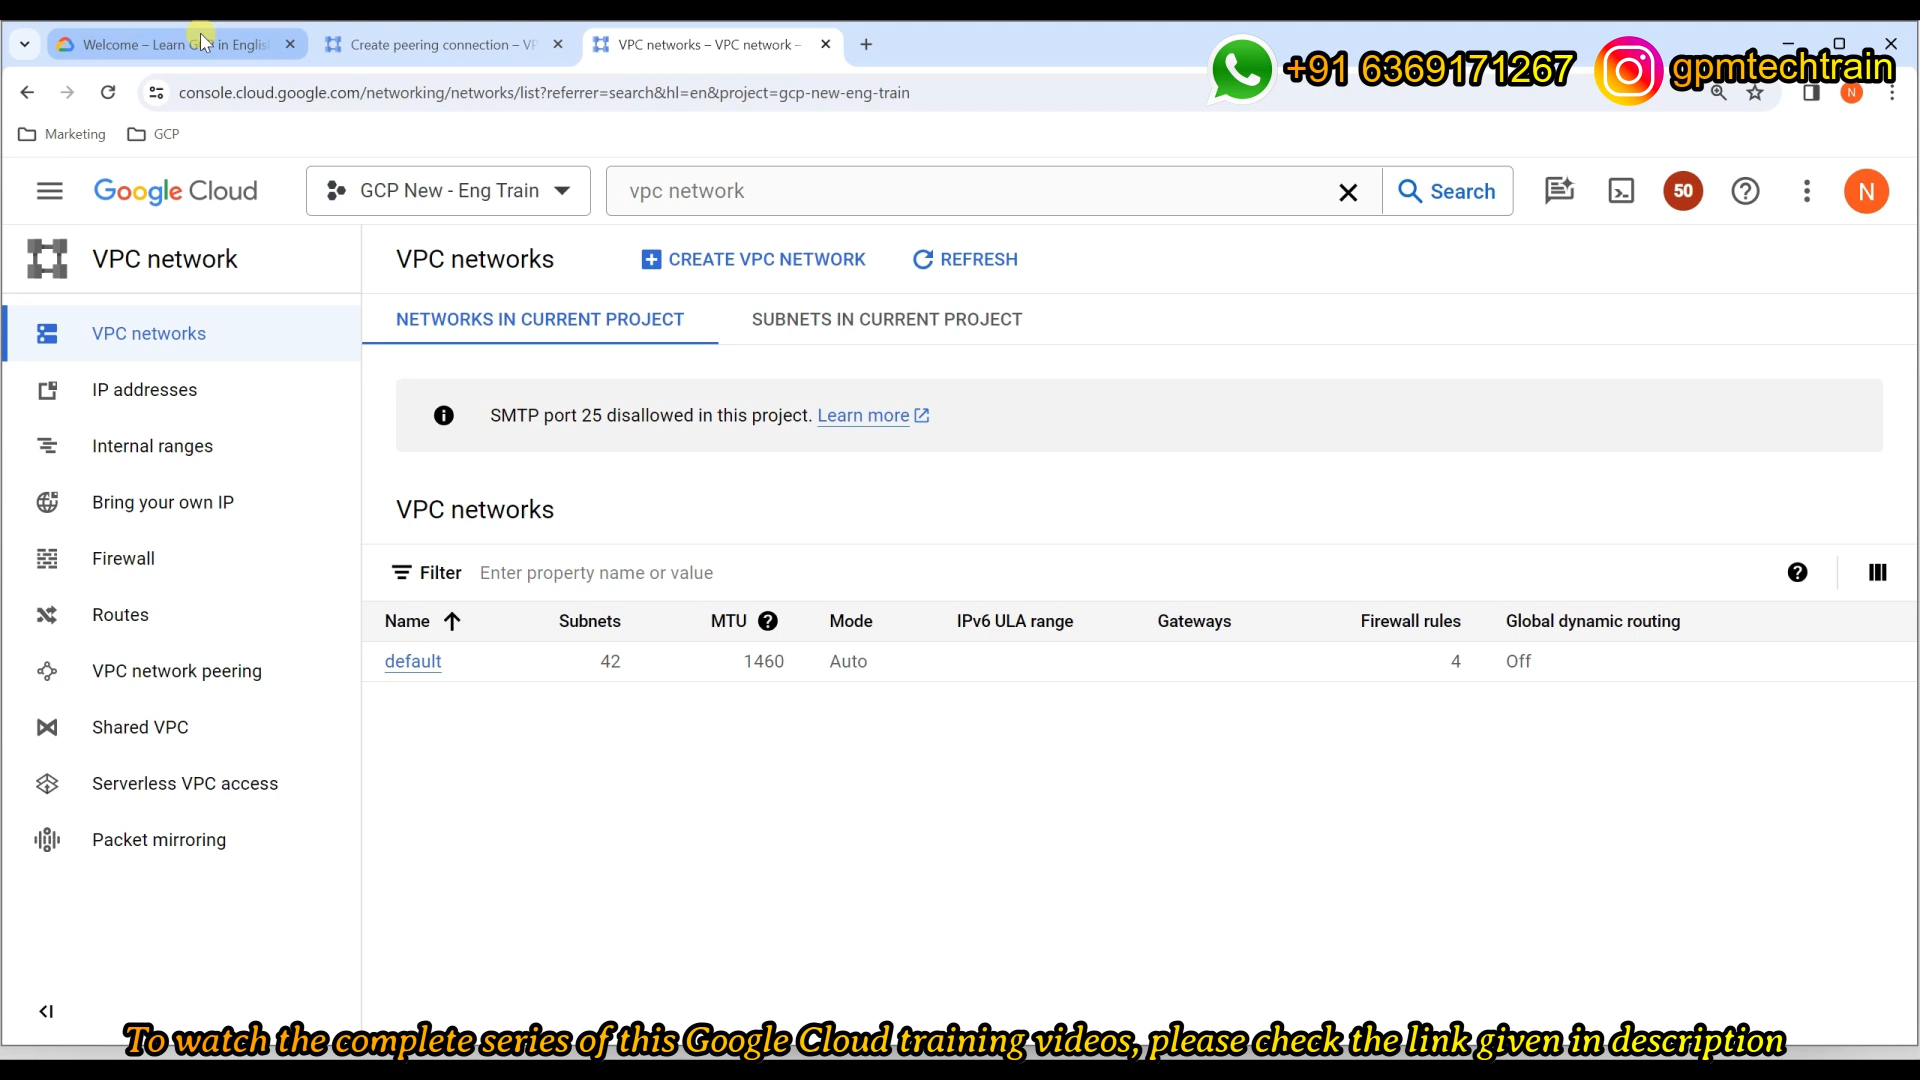 Welcome – Learn GCP in Englis
Create peering connection – VP
VPC networks – VPC network –
+91 6369171267
gpmtechtrain
console.cloud.google.com/networking/networks/list?referrer=search&hl=en&project=gcp-new-eng-train
N
Marketing
GCP
Google Cloud
GCP New - Eng Train
vpc network
Search
50
N
VPC network
VPC networks
CREATE VPC NETWORK
REFRESH
VPC networks
IP addresses
Internal ranges
Bring your own IP
Firewall
Routes
VPC network peering
Shared VPC
Serverless VPC access
Packet mirroring
NETWORKS IN CURRENT PROJECT
SUBNETS IN CURRENT PROJECT
SMTP port 25 disallowed in this project. Learn more
VPC networks
Filter Enter property name or value
Name Subnets MTU Mode IPv6 ULA range Gateways Firewall rules Global dynamic routing
default 42 1460 Auto 4 Off
To watch the complete series of this Google Cloud training videos, please check the link given in description